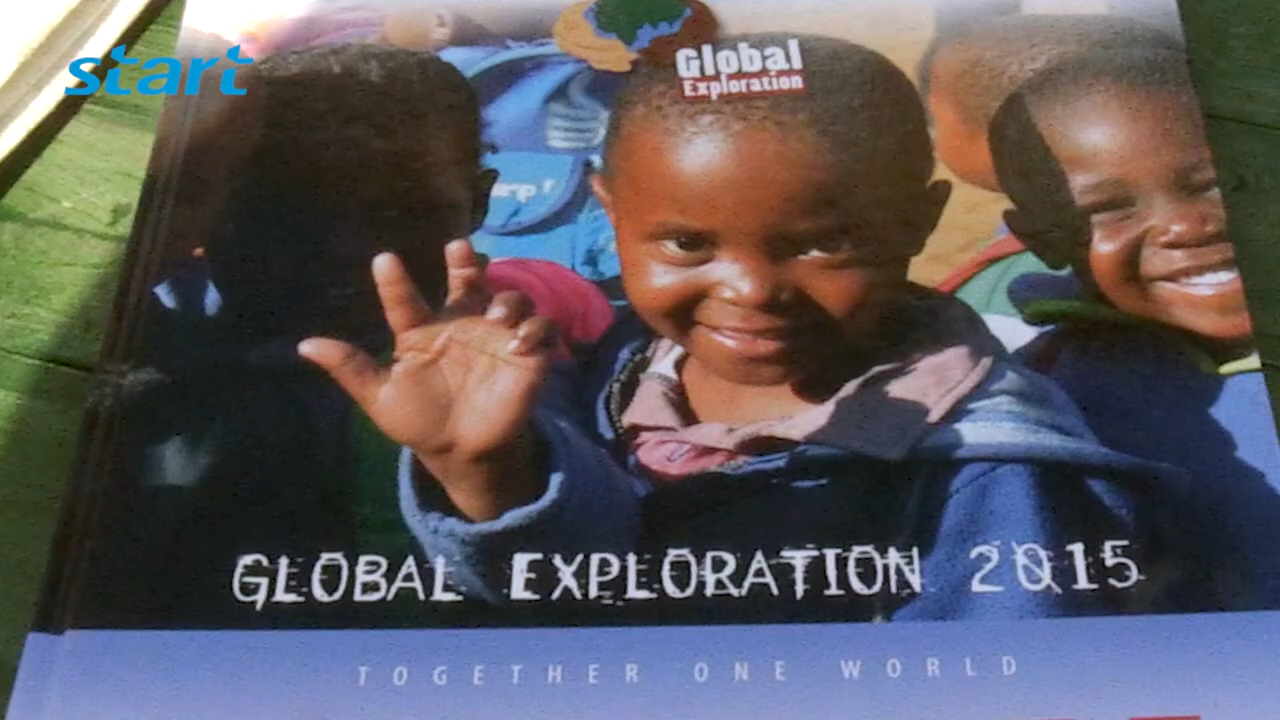 start
Global
Exploration
GLOBAL EXPLORATION 2015
TOGETHER ONE WORLD